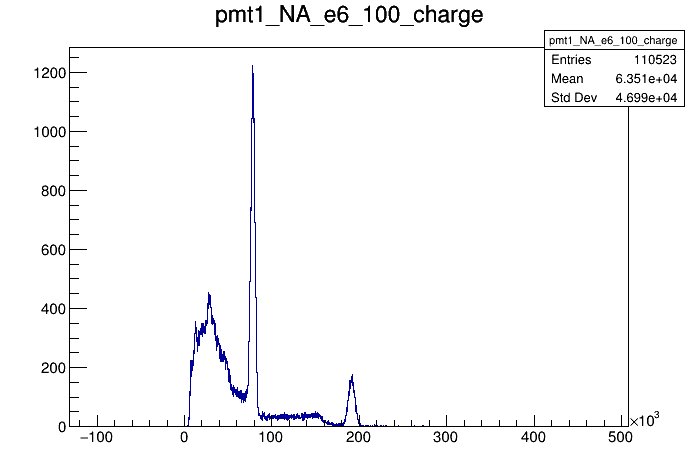 pmt1_NA_e6_100_charge
pmt1_NA_e6_100_charge
Entries 110523
Mean 6.351e+04
Std Dev 4.699e+04
1200
1000
800
600
400
200
0
−100 0 100 200 300 400 500
×10³